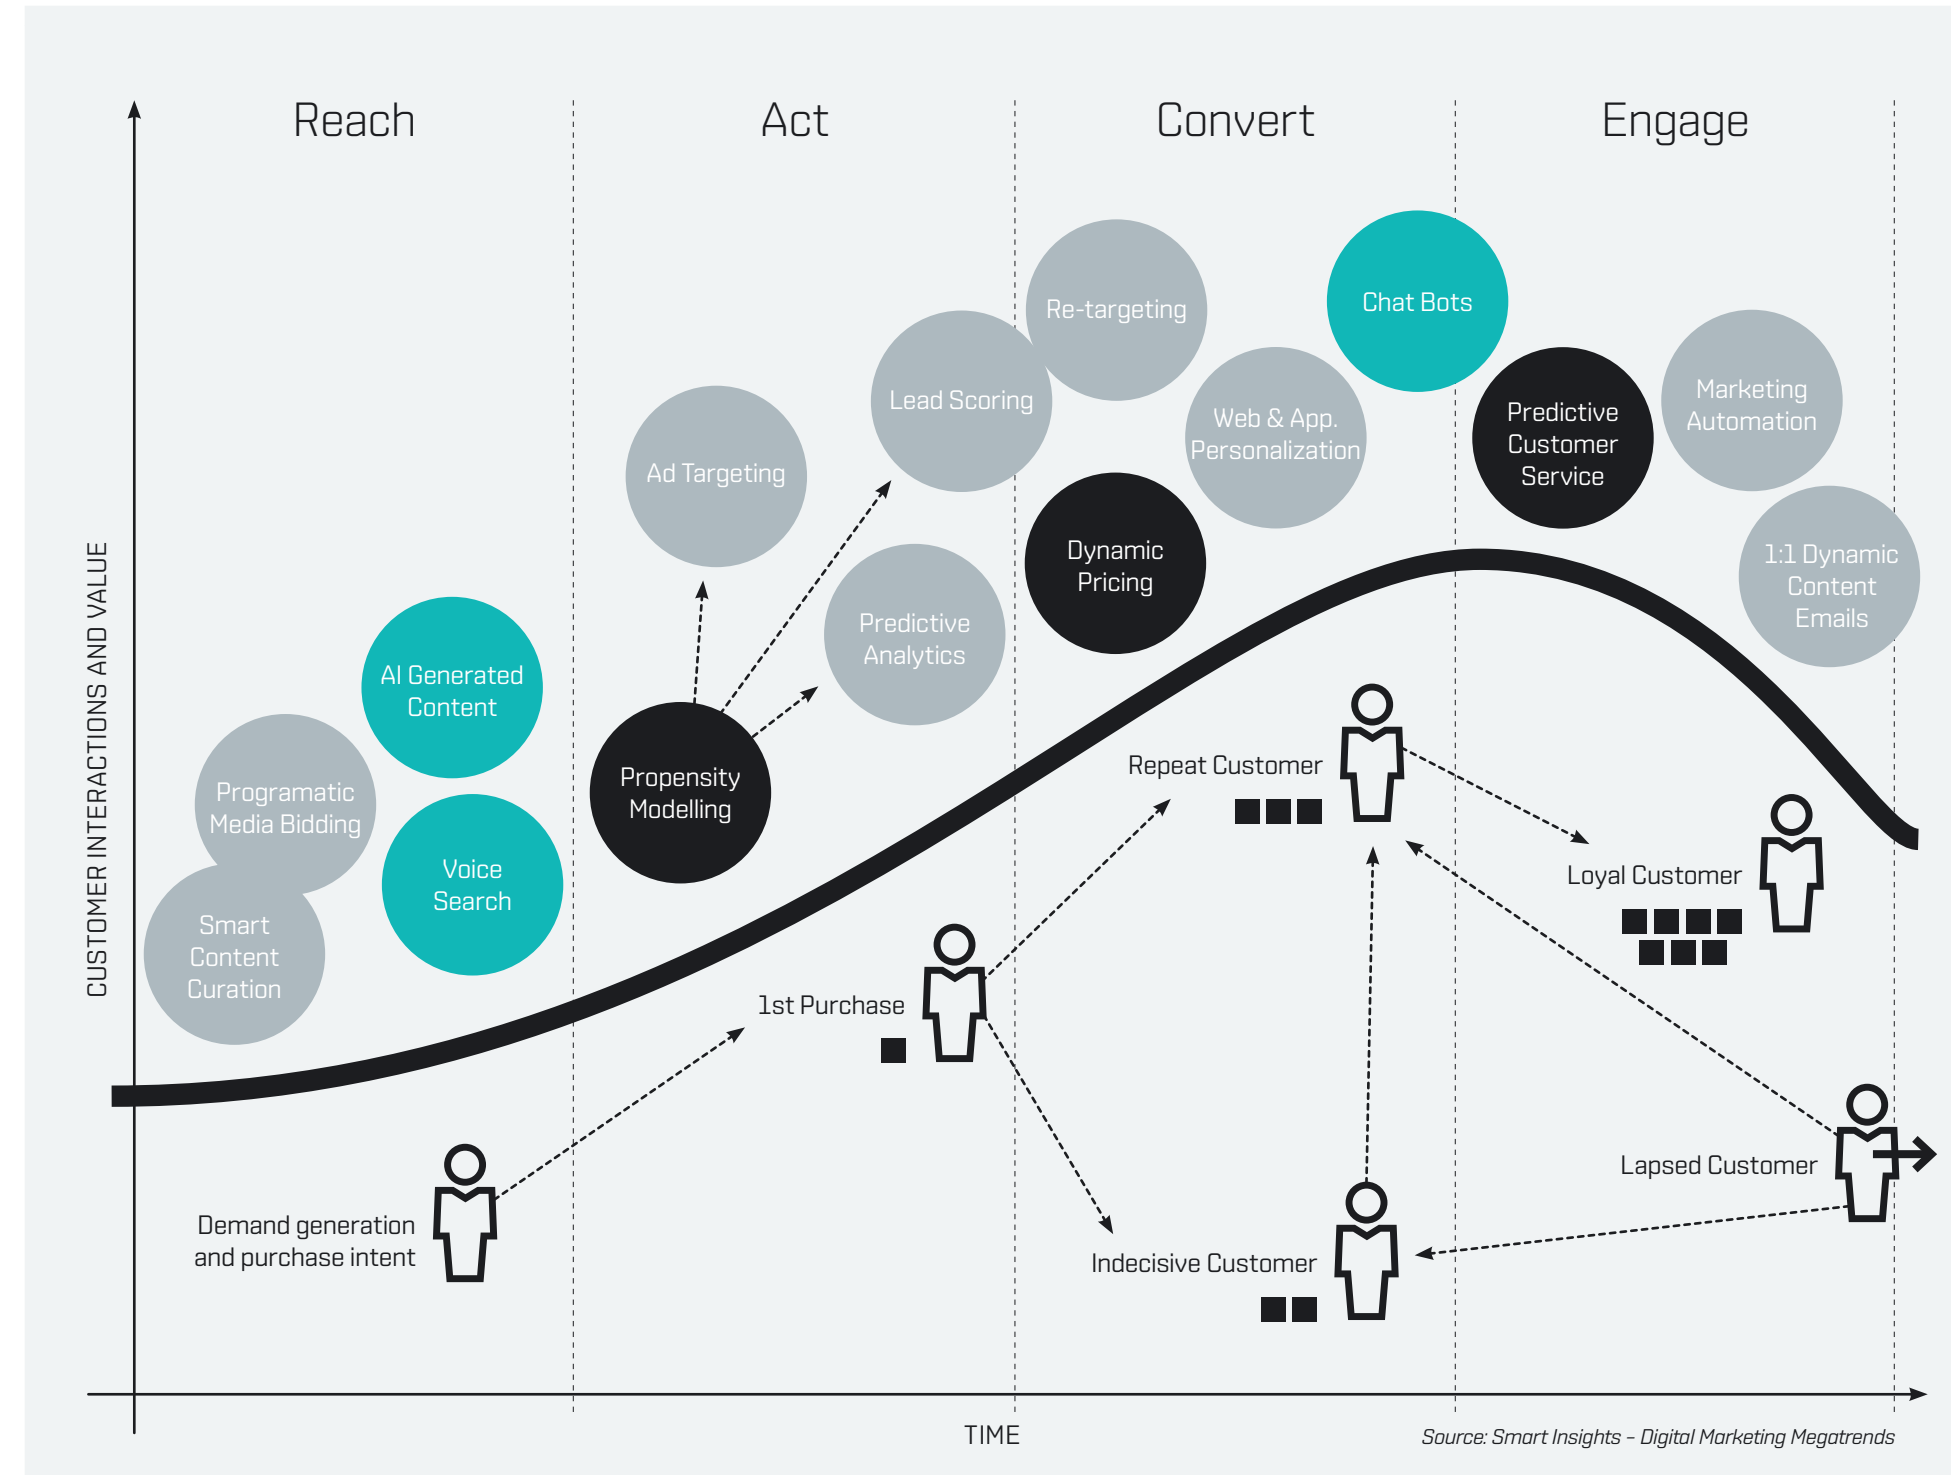 Reach
Act
Convert
Engage
CUSTOMER INTERACTIONS AND VALUE
Programatic
Media Bidding
Smart
Content
Curation
AI Generated
Content
Voice
Search
Ad Targeting
Lead Scoring
Predictive
Analytics
Propensity
Modelling
Re-targeting
Web & App.
Personalization
Dynamic
Pricing
Chat Bots
Predictive
Customer
Service
Marketing
Automation
1:1 Dynamic
Content
Emails
Demand generation
and purchase intent
1st Purchase
Repeat Customer
Indecisive Customer
Loyal Customer
Lapsed Customer
TIME
Source: Smart Insights – Digital Marketing Megatrends